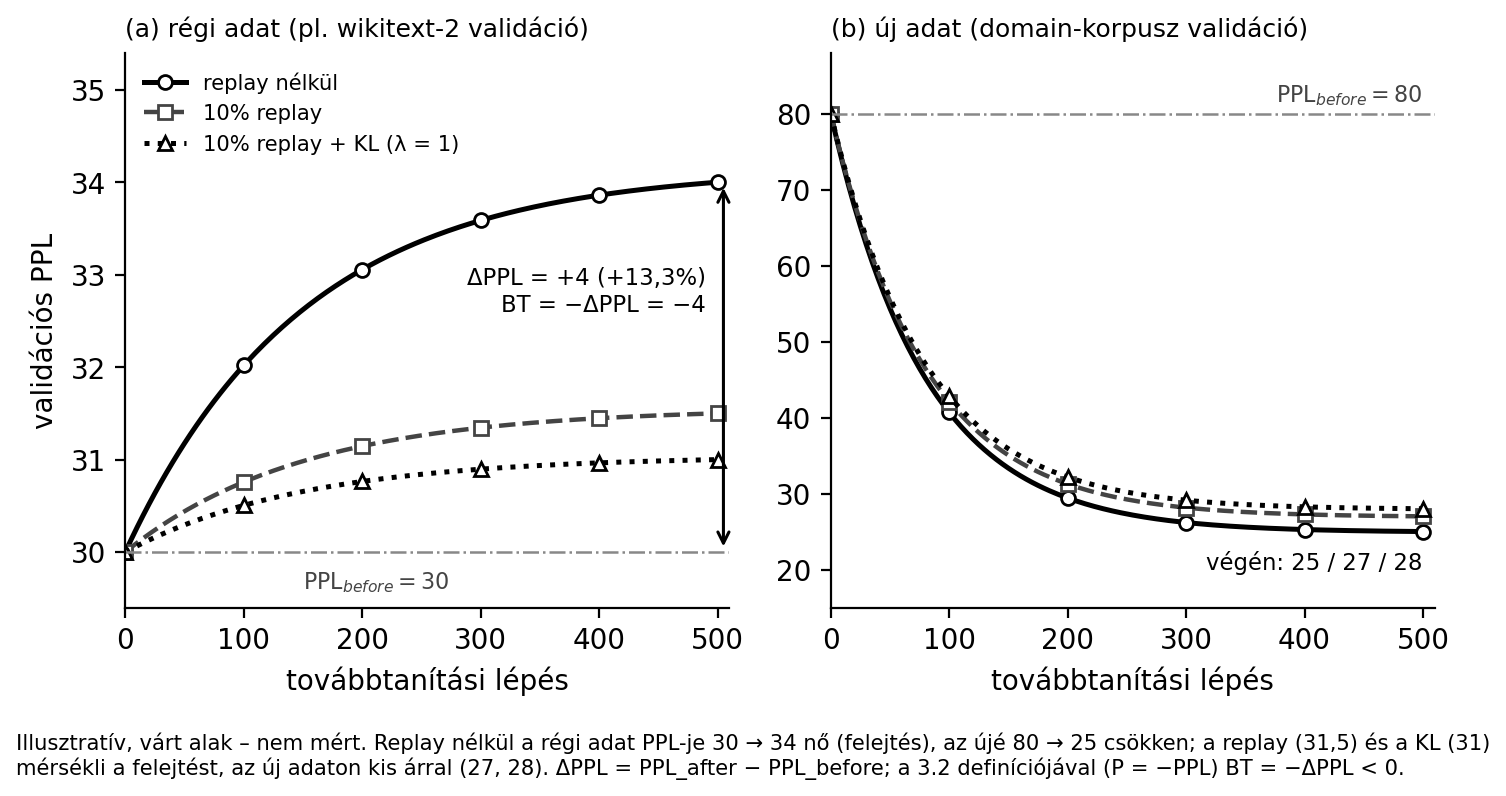 (a) régi adat (pl. wikitext-2 validáció)
35
34
33
32
31
30
validációs PPL
replay nélkül
10% replay
10% replay + KL (λ = 1)
ΔPPL = +4 (+13,3%)
BT = −ΔPPL = −4
PPL_before = 30
0 100 200 300 400 500
továbbtanítási lépés
(b) új adat (domain-korpusz validáció)
80
70
60
50
40
30
20
PPL_before = 80
végén: 25 / 27 / 28
0 100 200 300 400 500
továbbtanítási lépés
Illusztratív, várt alak – nem mért. Replay nélkül a régi adat PPL-je 30 → 34 nő (felejtés), az újé 80 → 25 csökken; a replay (31,5) és a KL (31)
mérsékli a felejtést, az új adaton kis árral (27, 28). ΔPPL = PPL_after − PPL_before; a 3.2 definíciójával (P = −PPL) BT = −ΔPPL < 0.